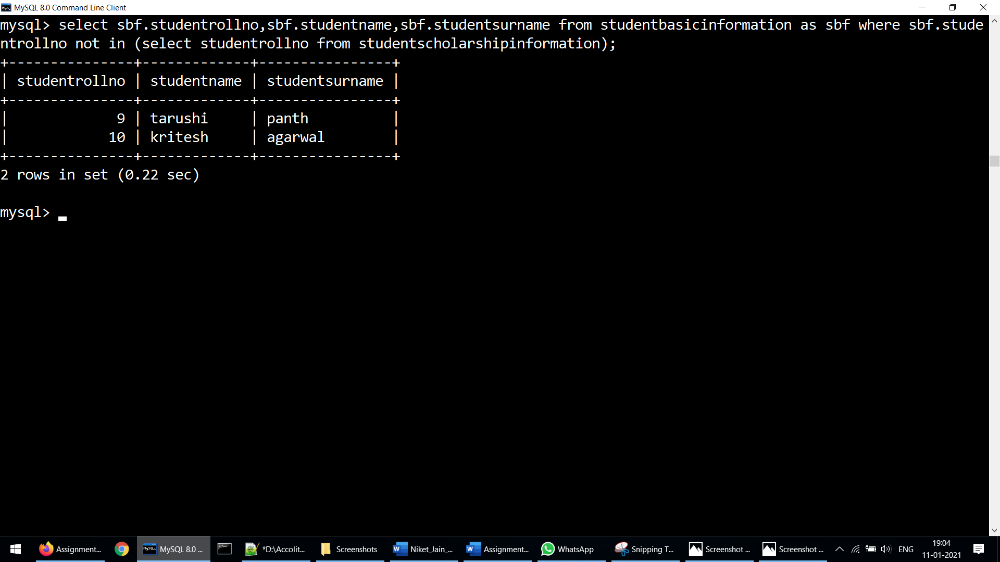 MySQL 8.0 Command Line Client
mysql> select sbf.studentrollno,sbf.studentname,sbf.studentsurname from studentbasicinformation as sbf where sbf.stude
ntrollno not in (select studentrollno from studentscholarshipinformation);
+---------------+-------------+----------------+
| studentrollno | studentname | studentsurname |
+---------------+-------------+----------------+
|             9 | tarushi     | panth          |
|            10 | kritesh     | agarwal        |
+---------------+-------------+----------------+
2 rows in set (0.22 sec)
mysql>
Assignment... MySQL 8.0 ... *D:\Accolit... Screenshots Niket_Jain_... Assignment... WhatsApp Snipping T... Screenshot ... Screenshot ... ENG 19:04
11-01-2021